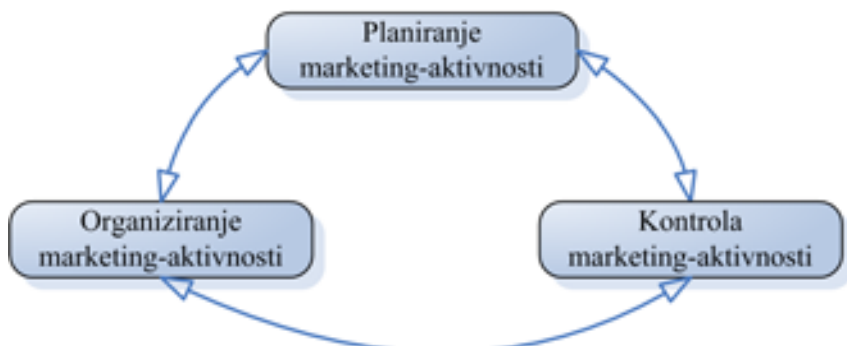 Planiranje
marketing-aktivnosti
Organiziranje
marketing-aktivnosti
Kontrola
marketing-aktivnosti